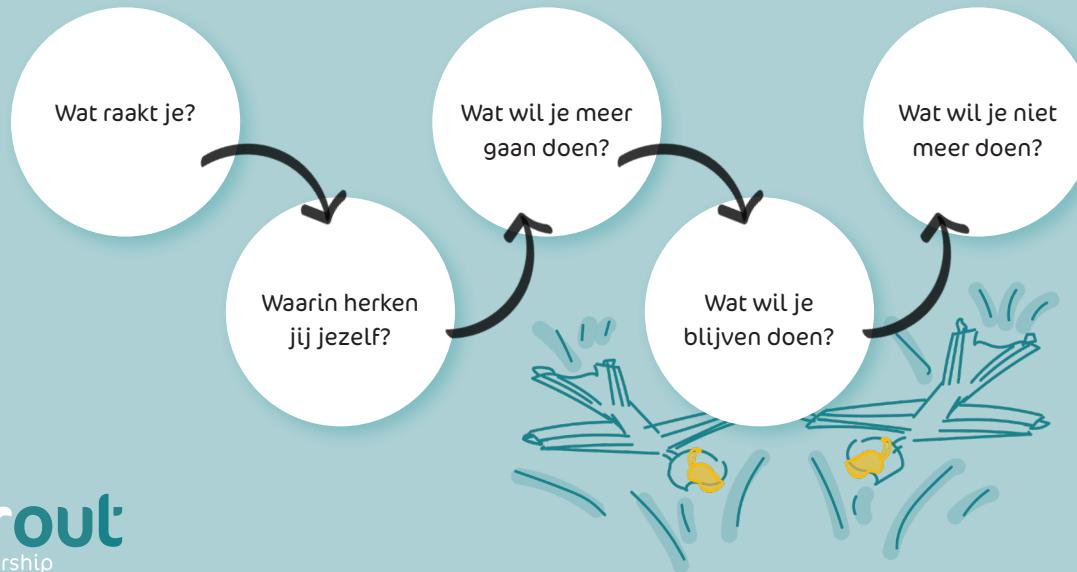 Wat raakt je?
Waarin herken
jij jezelf?
Wat wil je meer
gaan doen?
Wat wil je
blijven doen?
Wat wil je niet
meer doen?
rout
rship